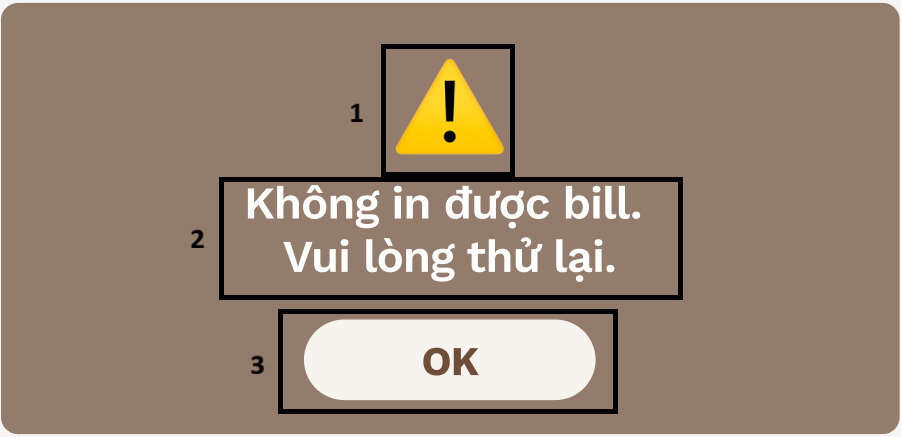 1
2
Không in được bill.
Vui lòng thử lại.
3
OK